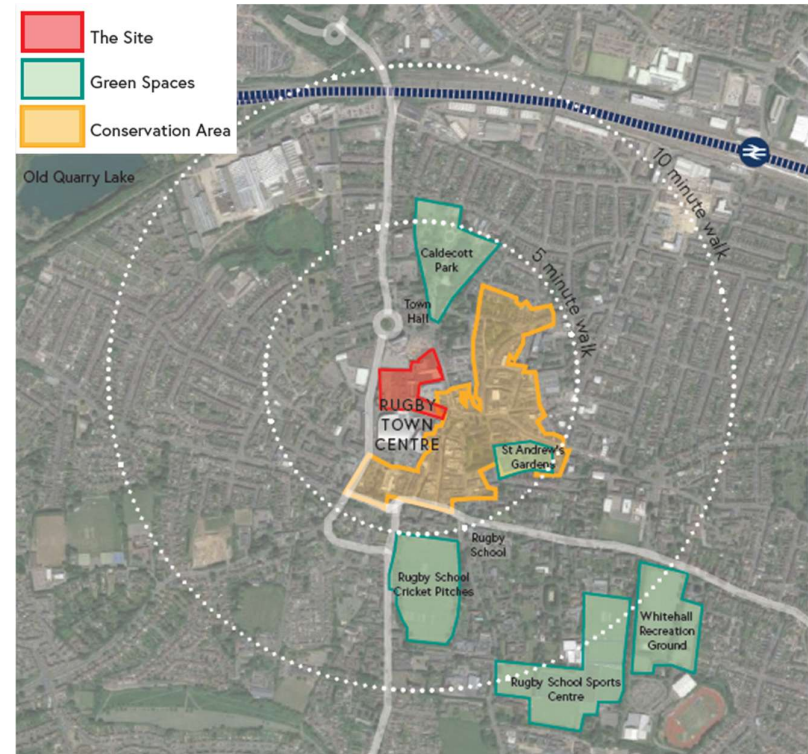 The Site
Green Spaces
Conservation Area
Old Quarry Lake
10 minute walk
5 minute walk
Caldecott
Park
Town
Hall
RUGBY
TOWN
CENTRE
St Andrew's
Gardens
Rugby
School
Rugby School
Cricket Pitches
Whitehall
Recreation
Ground
Rugby School Sports
Centre